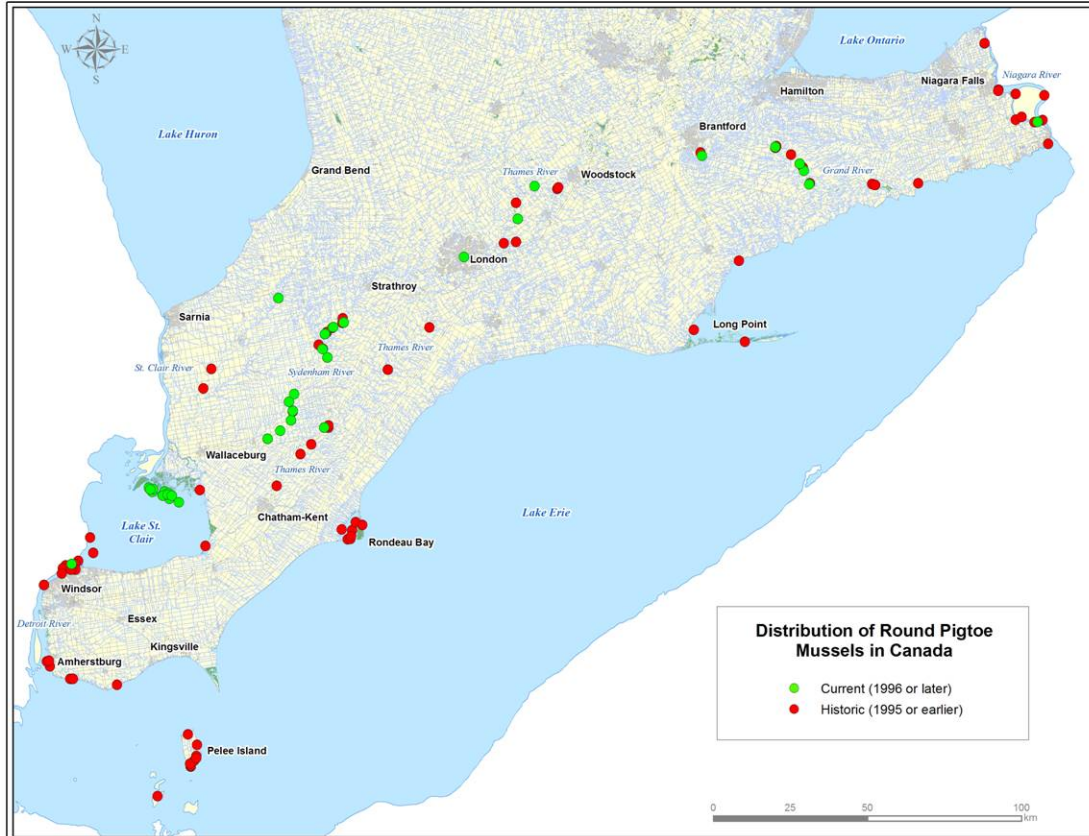 N
W E
S
Lake Ontario
Niagara Falls
Niagara River
Hamilton
Lake Huron
Brantford
Grand Bend
Thames River
Woodstock
Grand River
London
Strathroy
Sarnia
Long Point
St. Clair River
Sydenham River
Thames River
Wallaceburg
Thames River
Chatham-Kent
Lake Erie
Lake St.
Clair
Rondeau Bay
Windsor
Detroit River
Essex
Kingsville
Amherstburg
Pelee Island
Distribution of Round Pigtoe
Mussels in Canada
Current (1996 or later)
Historic (1995 or earlier)
0 25 50 100
km